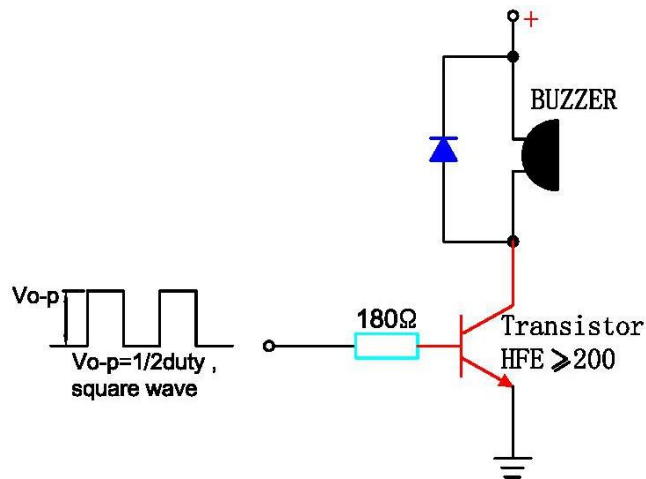 +
BUZZER
Vo-p
180Ω
Transistor
HFE⩾200
Vo-p=1/2duty ,
square wave